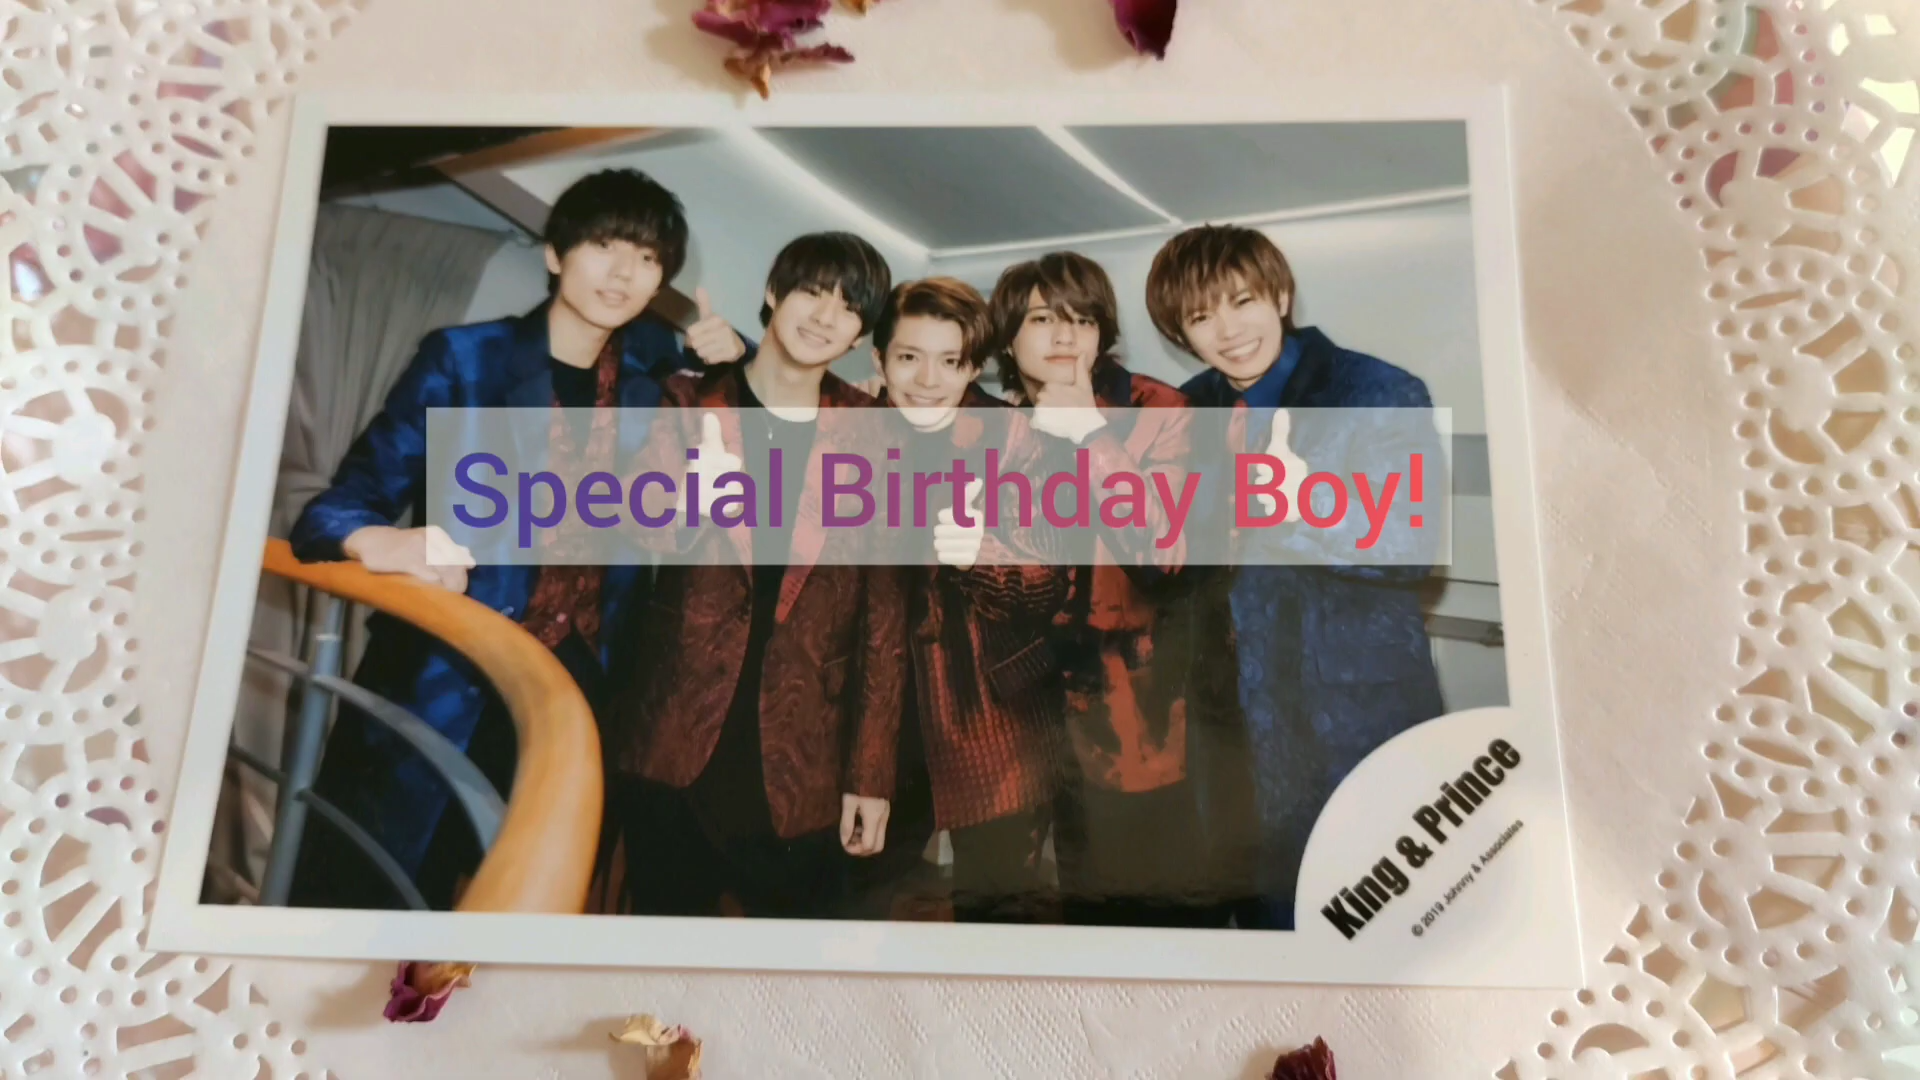 Special Birthday Boy!
King & Prince
© 2019 Johnny & Associates